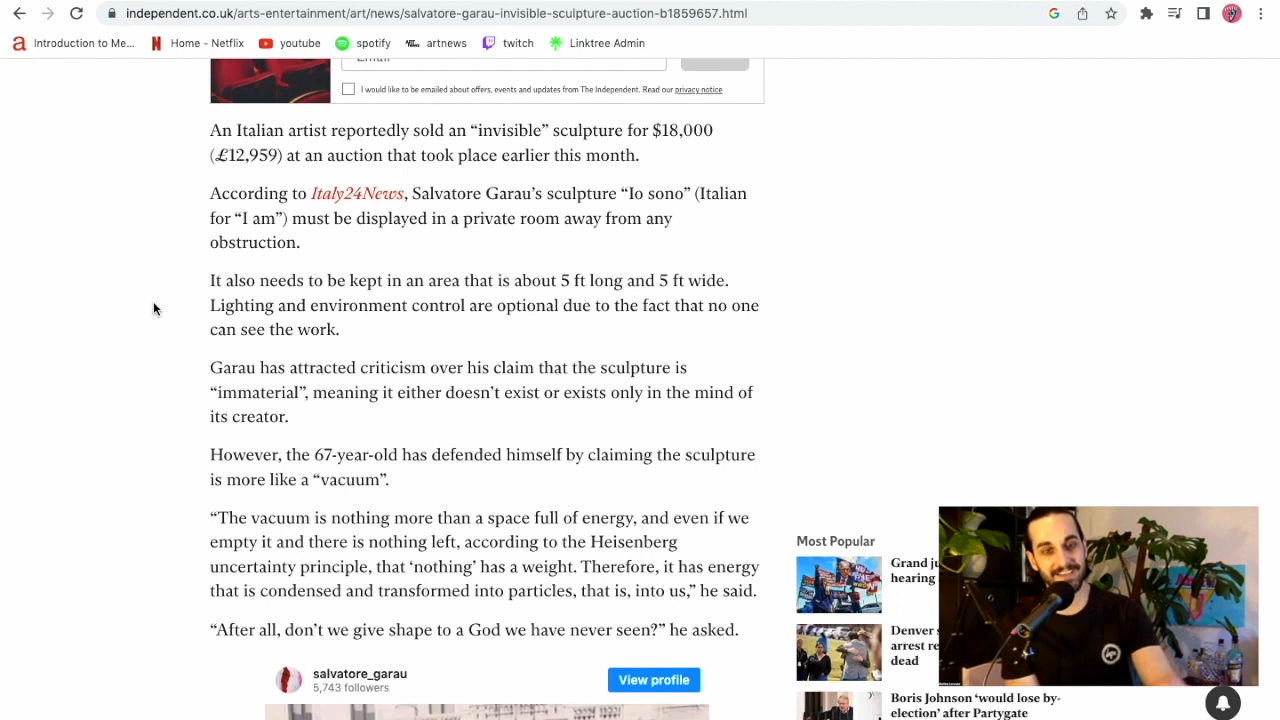 independent.co.uk/arts-entertainment/art/news/salvatore-garau-invisible-sculpture-auction-b1859657.html
Introduction to Me...
Home - Netflix
youtube
spotify
artnews
twitch
Linktree Admin
Email
I would like to be emailed about offers, events and updates from The Independent. Read our privacy notice
An Italian artist reportedly sold an “invisible” sculpture for $18,000
(£12,959) at an auction that took place earlier this month.
According to Italy24News, Salvatore Garau’s sculpture “Io sono” (Italian
for “I am”) must be displayed in a private room away from any
obstruction.
It also needs to be kept in an area that is about 5 ft long and 5 ft wide.
Lighting and environment control are optional due to the fact that no one
can see the work.
Garau has attracted criticism over his claim that the sculpture is
“immaterial”, meaning it either doesn’t exist or exists only in the mind of
its creator.
However, the 67-year-old has defended himself by claiming the sculpture
is more like a “vacuum”.
“The vacuum is nothing more than a space full of energy, and even if we
empty it and there is nothing left, according to the Heisenberg
uncertainty principle, that ‘nothing’ has a weight. Therefore, it has energy
that is condensed and transformed into particles, that is, into us,” he said.
“After all, don’t we give shape to a God we have never seen?” he asked.
salvatore_garau
5,743 followers
View profile
Most Popular
Grand ju
hearing
Denver s
arrest re
dead
Boris Johnson ‘would lose by-
election’ after Partygate